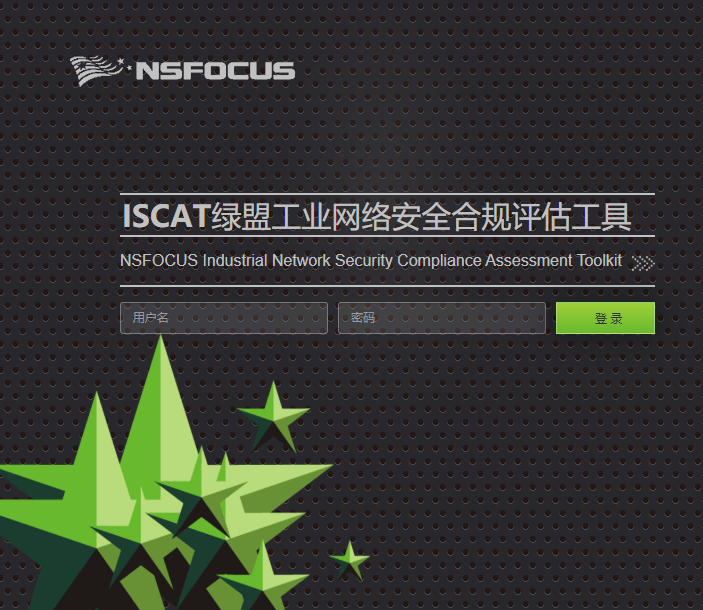 NSFOCUS
ISCAT绿盟工业网络安全合规评估工具
NSFOCUS Industrial Network Security Compliance Assessment Toolkit
用户名 密码 登 录